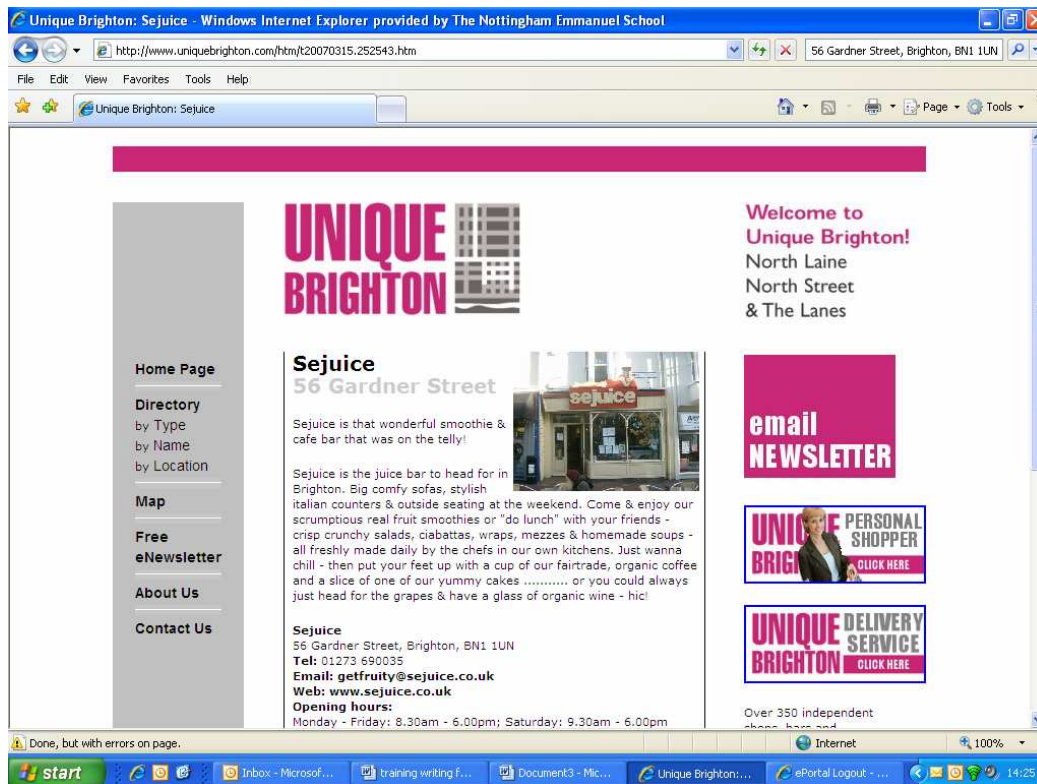 Unique Brighton: Sejuice - Windows Internet Explorer provided by The Nottingham Emmanuel School
http://www.uniquebrighton.com/htm/t20070315.252543.htm
56 Gardner Street, Brighton, BN1 1UN
File Edit View Favorites Tools Help
Unique Brighton: Sejuice
Page Tools
UNIQUE
BRIGHTON
Welcome to
Unique Brighton!
North Laine
North Street
& The Lanes
Home Page
Directory
by Type
by Name
by Location
Map
Free
eNewsletter
About Us
Contact Us
Sejuice
56 Gardner Street
sejuice
Sejuice is that wonderful smoothie &
cafe bar that was on the telly!
Sejuice is the juice bar to head for in
Brighton. Big comfy sofas, stylish
italian counters & outside seating at the weekend. Come & enjoy our
scrumptious real fruit smoothies or "do lunch" with your friends -
crisp crunchy salads, ciabattas, wraps, mezzes & homemade soups -
all freshly made daily by the chefs in our own kitchens. Just wanna
chill - then put your feet up with a cup of our fairtrade, organic coffee
and a slice of one of our yummy cakes ........... or you could always
just head for the grapes & have a glass of organic wine - hic!
Sejuice
56 Gardner Street, Brighton, BN1 1UN
Tel: 01273 690035
Email: getfruity@sejuice.co.uk
Web: www.sejuice.co.uk
Opening hours:
Monday - Friday: 8.30am - 6.00pm; Saturday: 9.30am - 6.00pm
email
NEWSLETTER
UNIQUE
BRIGHTON
PERSONAL
SHOPPER
CLICK HERE
UNIQUE
BRIGHTON
DELIVERY
SERVICE
CLICK HERE
Over 350 independent
shops, bars and
Done, but with errors on page.
Internet
100%
start
Inbox - Microsof...
training writing f...
Document3 - Mic...
Unique Brighton:...
ePortal Logout - ...
14:25